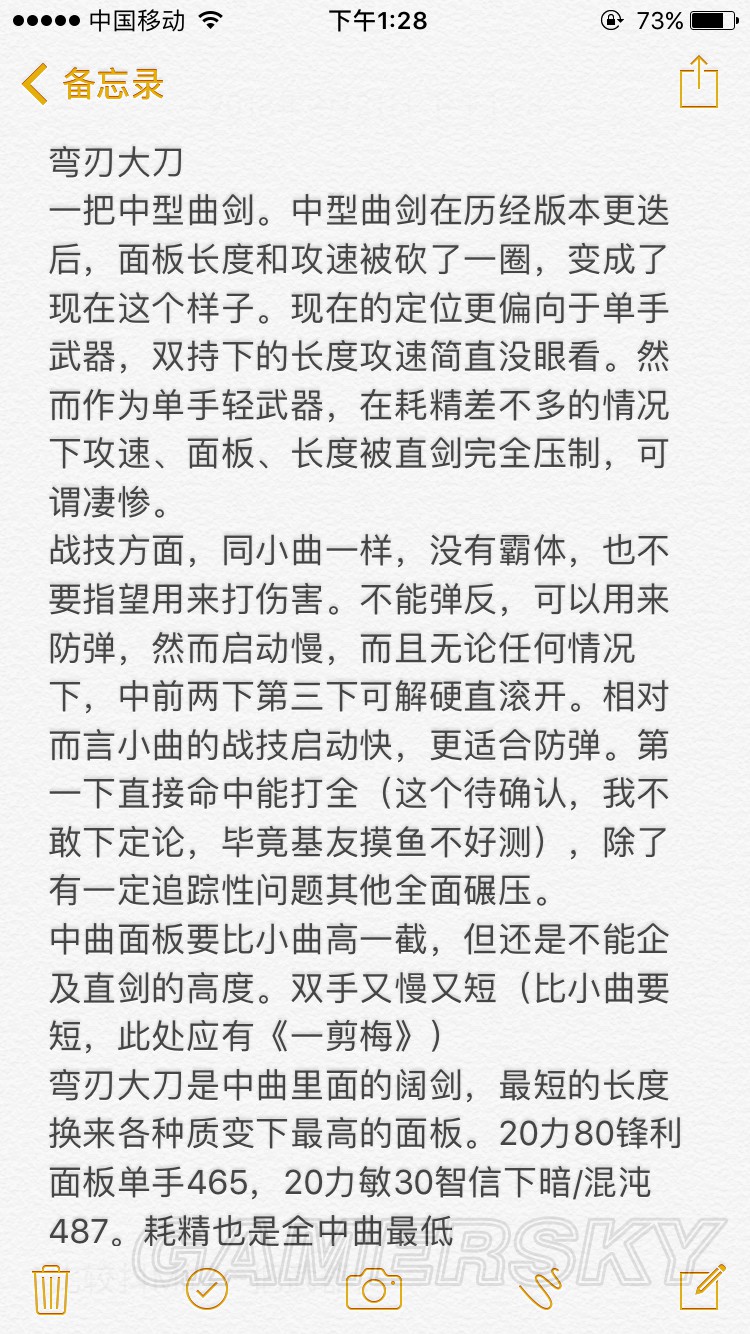 中国移动 下午1:28 73%
备忘录
弯刃大刀
一把中型曲剑。中型曲剑在历经版本更迭
后，面板长度和攻速被砍了一圈，变成了
现在这个样子。现在的定位更偏向于单手
武器，双持下的长度攻速简直没眼看。然
而作为单手轻武器，在耗精差不多的情况
下攻速、面板、长度被直剑完全压制，可
谓凄惨。
战技方面，同小曲一样，没有霸体，也不
要指望用来打伤害。不能弹反，可以用来
防弹，然而启动慢，而且无论任何情况
下，中前两下第三下可解硬直滚开。相对
而言小曲的战技启动快，更适合防弹。第
一下直接命中能打全（这个待确认，我不
敢下定论，毕竟基友摸鱼不好测），除了
有一定追踪性问题其他全面碾压。
中曲面板要比小曲高一截，但还是不能企
及直剑的高度。双手又慢又短（比小曲要
短，此处应有《一剪梅》）
弯刃大刀是中曲里面的阔剑，最短的长度
换来各种质变下最高的面板。20力80锋利
面板单手465，20力敏30智信下暗/混沌
487。耗精也是全中曲最低
GAMERSKY